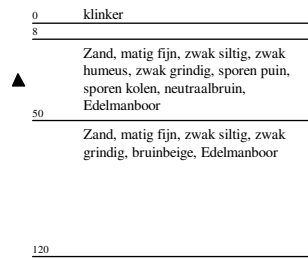 0 klinker
8
Zand, matig fijn, zwak siltig, zwak
humeus, zwak grindig, sporen puin,
sporen kolen, neutraalbruin,
Edelmanboor
50
Zand, matig fijn, zwak siltig, zwak
grindig, bruinbeige, Edelmanboor
120